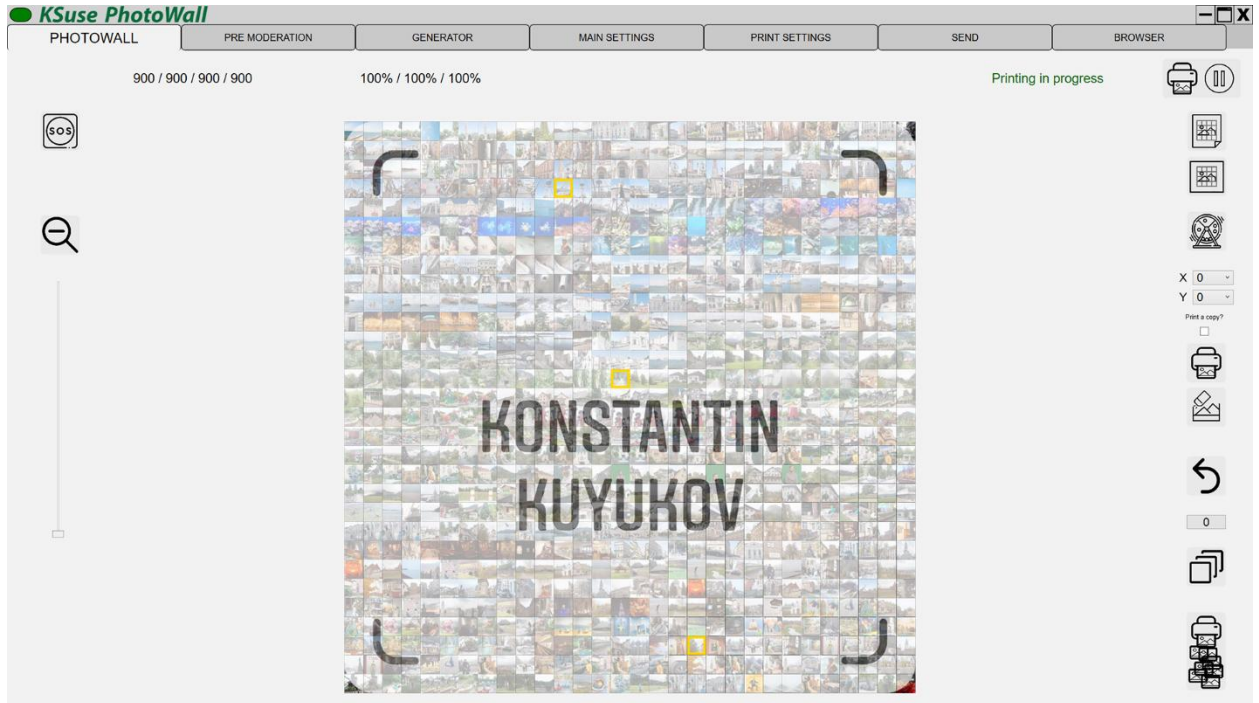 KSuse PhotoWall
PHOTOWALL PRE MODERATION GENERATOR MAIN SETTINGS PRINT SETTINGS SEND BROWSER
900 / 900 / 900 / 900 100% / 100% / 100% Printing in progress
SOS
X 0
Y 0
Print a copy?
KONSTANTIN
KUYUKOV
0